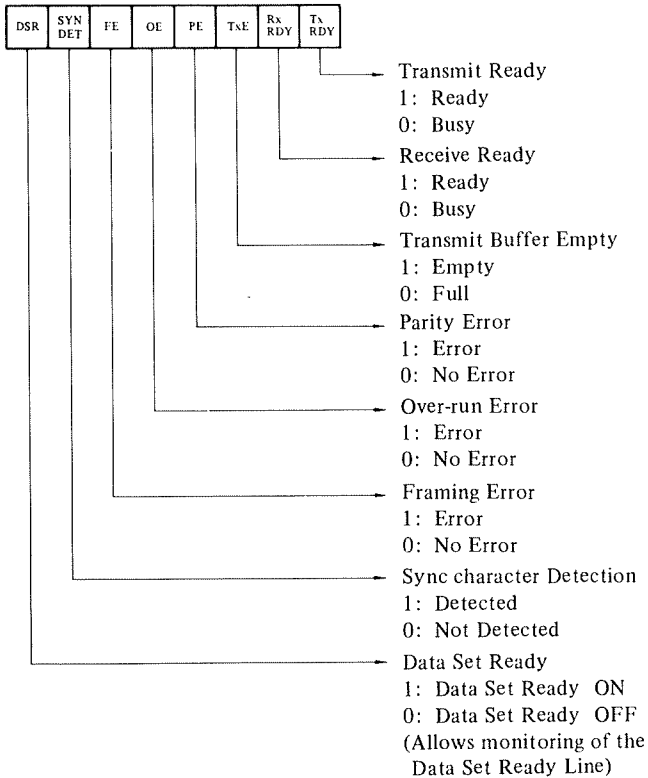 DSR SYN DET FE OE PE TxE Rx RDY Tx RDY
Transmit Ready
1: Ready
0: Busy
Receive Ready
1: Ready
0: Busy
Transmit Buffer Empty
1: Empty
0: Full
Parity Error
1: Error
0: No Error
Over-run Error
1: Error
0: No Error
Framing Error
1: Error
0: No Error
Sync character Detection
1: Detected
0: Not Detected
Data Set Ready
1: Data Set Ready ON
0: Data Set Ready OFF
(Allows monitoring of the
Data Set Ready Line)